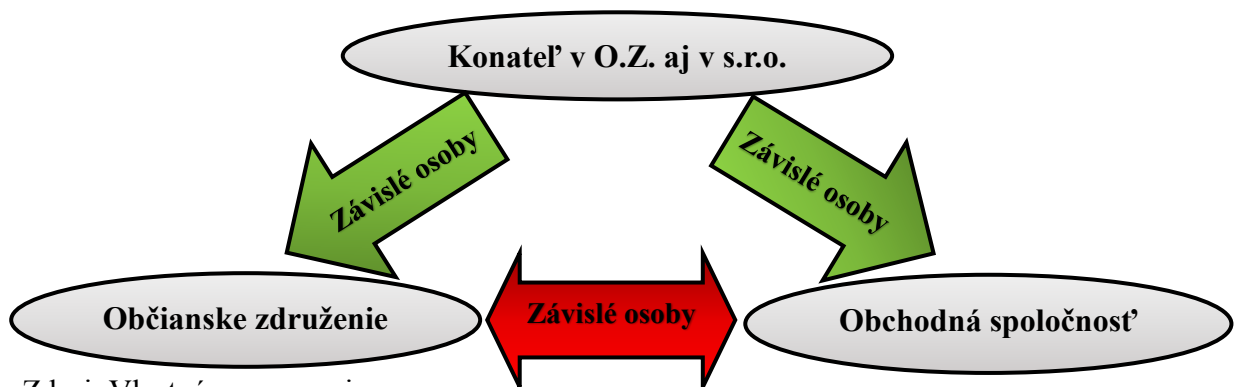 Konateľ v O.Z. aj v s.r.o.
Závislé osoby
Závislé osoby
Občianske združenie
Závislé osoby
Obchodná spoločnosť